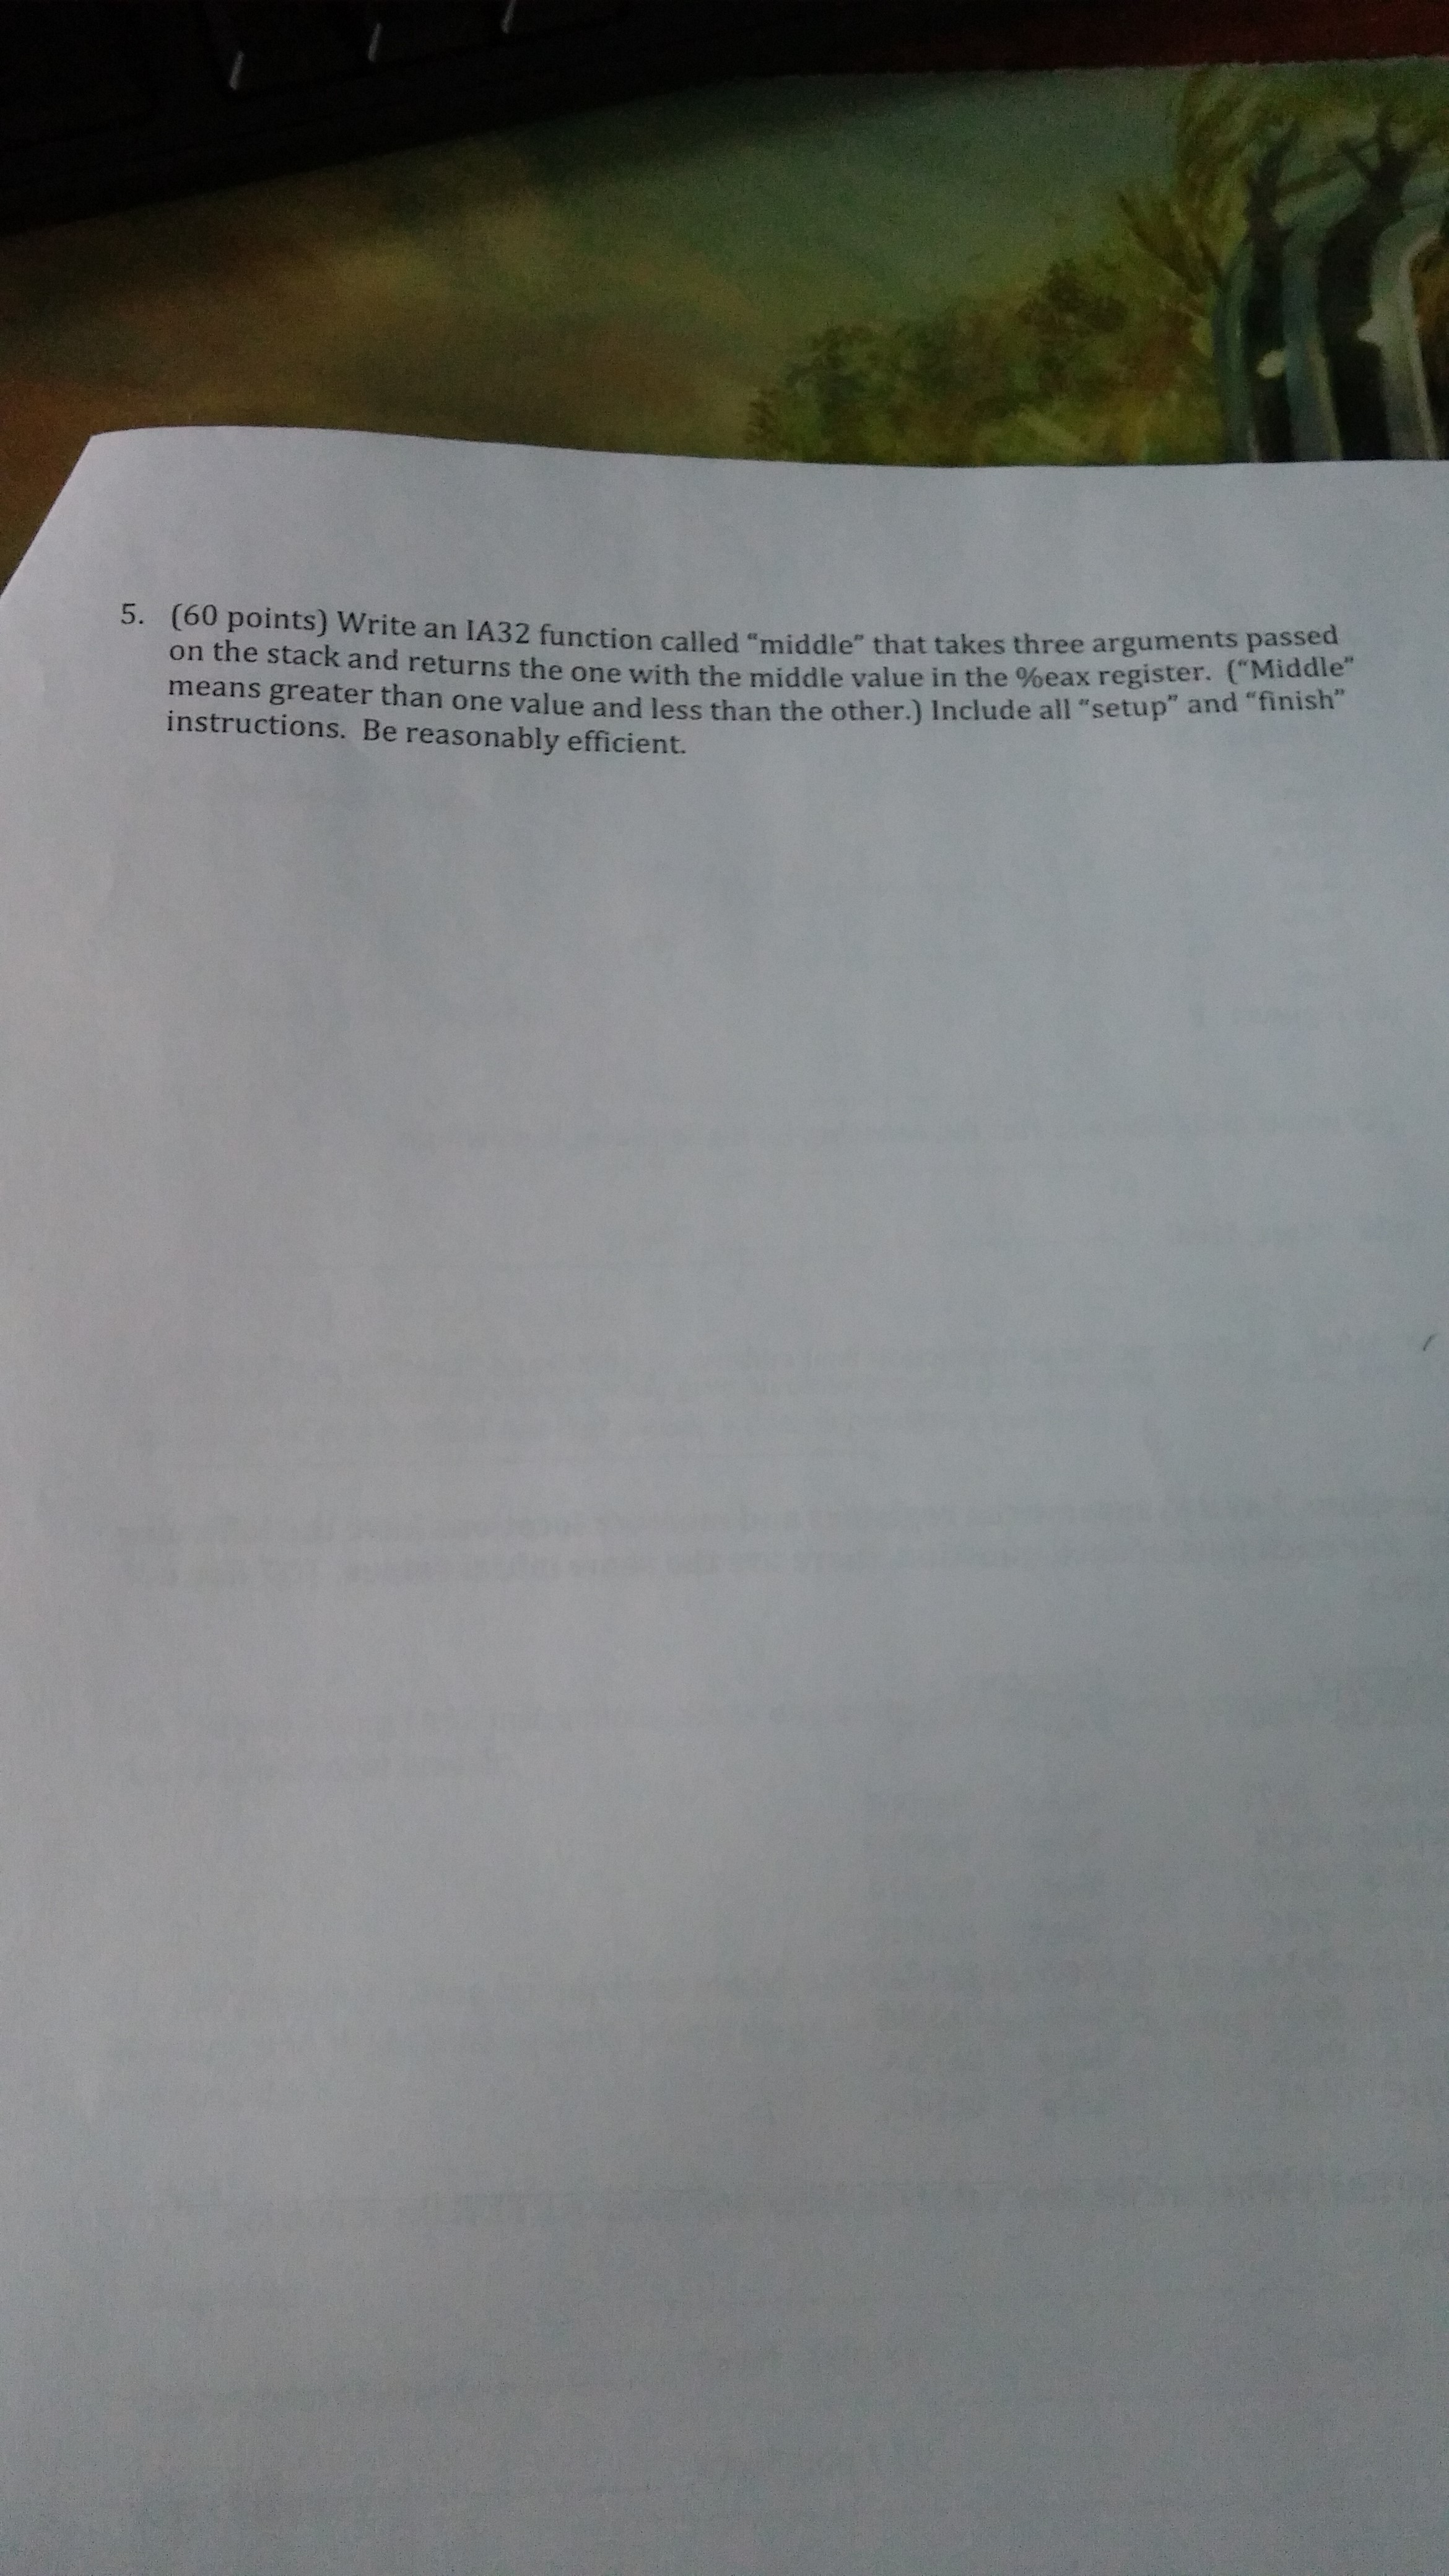 5. (60 points) Write an IA32 function called “middle” that takes three arguments passed
on the stack and returns the one with the middle value in the %eax register. (“Middle”
means greater than one value and less than the other.) Include all “setup” and “finish”
instructions. Be reasonably efficient.